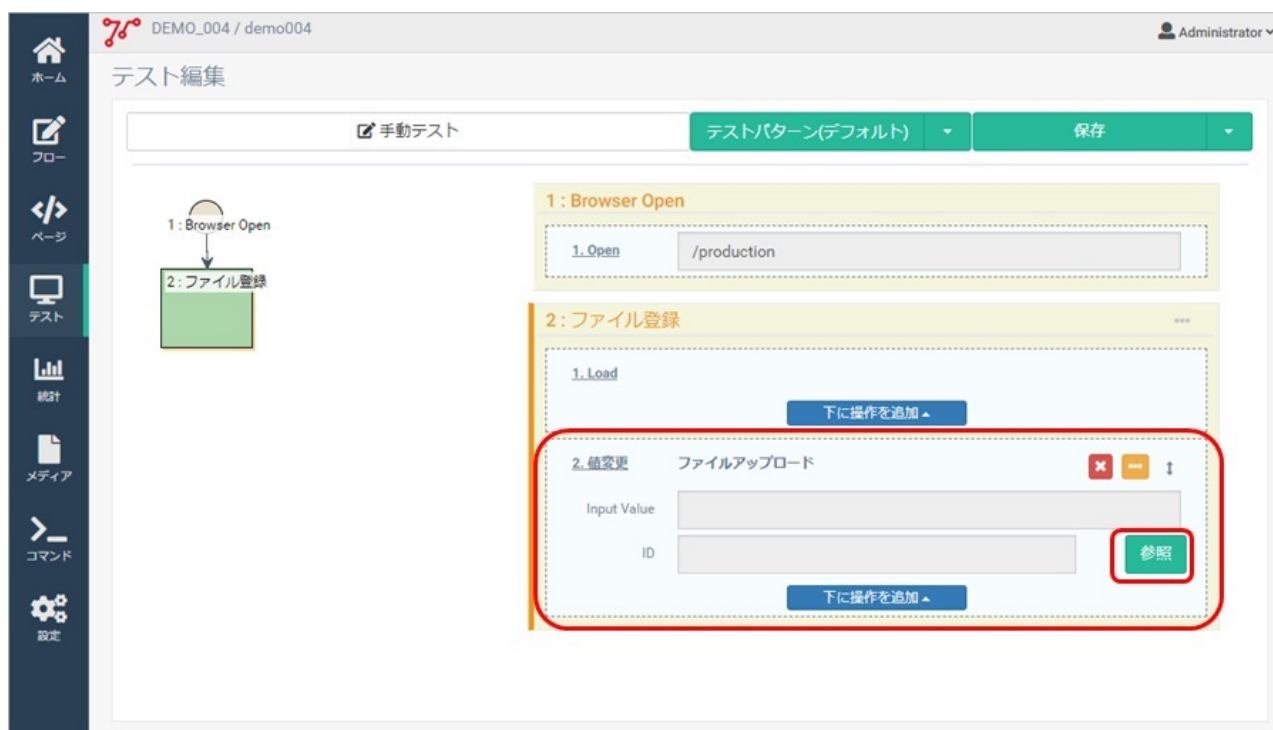 DEMO_004 / demo004
Administrator
ホーム
フロー
ページ
テスト
統計
メディア
コマンド
設定
テスト編集
手動テスト
テストパターン(デフォルト)
保存
1 : Browser Open
2 : ファイル登録
1 : Browser Open
1. Open
/production
2 : ファイル登録
1. Load
下に操作を追加
2. 値変更
ファイルアップロード
Input Value
ID
参照
下に操作を追加